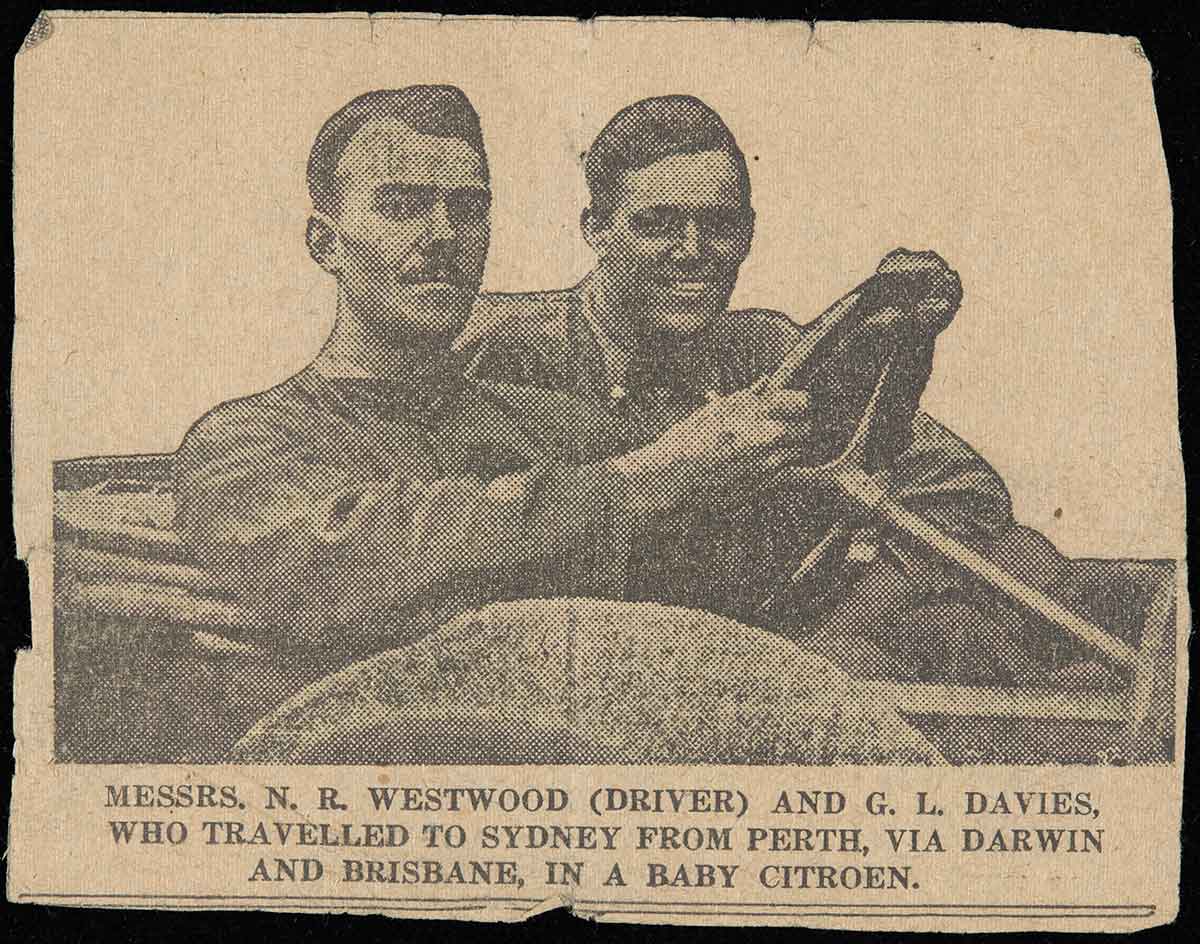 MESSRS. N. R. WESTWOOD (DRIVER) AND G. L. DAVIES,
WHO TRAVELLED TO SYDNEY FROM PERTH, VIA DARWIN
AND BRISBANE, IN A BABY CITROEN.